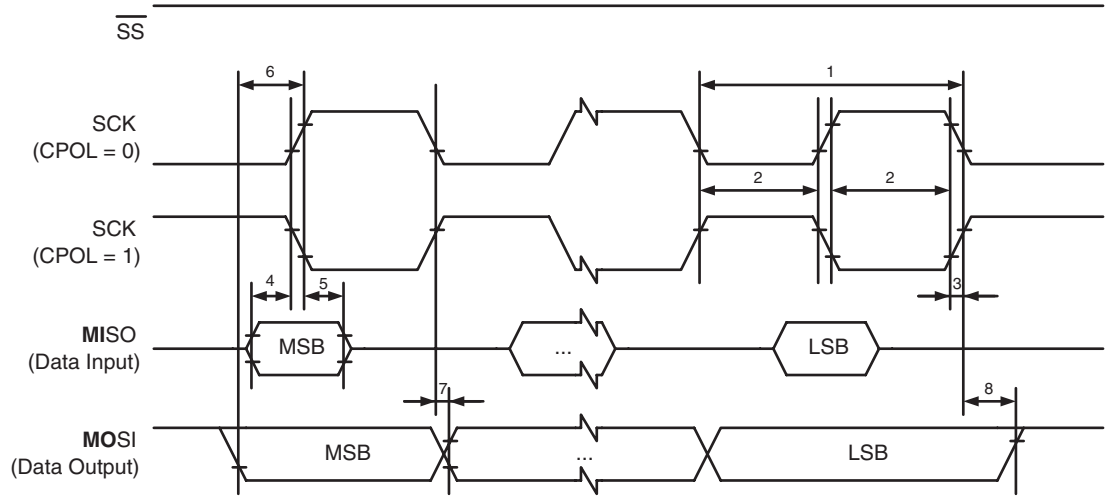 SS
6
1
SCK
(CPOL = 0)
2
2
SCK
(CPOL = 1)
4
5
3
MISO
(Data Input)
MSB
...
LSB
7
8
MOSI
(Data Output)
MSB
...
LSB